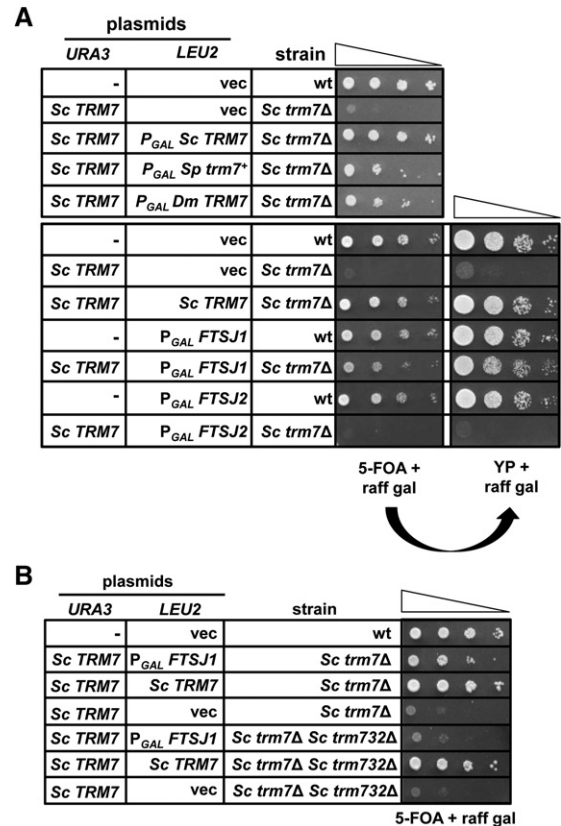 A
plasmids
URA3 LEU2 strain
- vec wt
Sc TRM7 vec Sc trm7Δ
Sc TRM7 PGAL Sc TRM7 Sc trm7Δ
Sc TRM7 PGAL Sp trm7+ Sc trm7Δ
Sc TRM7 PGAL Dm TRM7 Sc trm7Δ
- vec wt
Sc TRM7 vec Sc trm7Δ
Sc TRM7 Sc TRM7 Sc trm7Δ
- PGAL FTSJ1 wt
Sc TRM7 PGAL FTSJ1 Sc trm7Δ
- PGAL FTSJ2 wt
Sc TRM7 PGAL FTSJ2 Sc trm7Δ
5-FOA + YP +
raff gal raff gal
B
plasmids
URA3 LEU2 strain
- vec wt
Sc TRM7 PGAL FTSJ1 Sc trm7Δ
Sc TRM7 Sc TRM7 Sc trm7Δ
Sc TRM7 vec Sc trm7Δ
Sc TRM7 PGAL FTSJ1 Sc trm7Δ Sc trm732Δ
Sc TRM7 Sc TRM7 Sc trm7Δ Sc trm732Δ
Sc TRM7 vec Sc trm7Δ Sc trm732Δ
5-FOA + raff gal